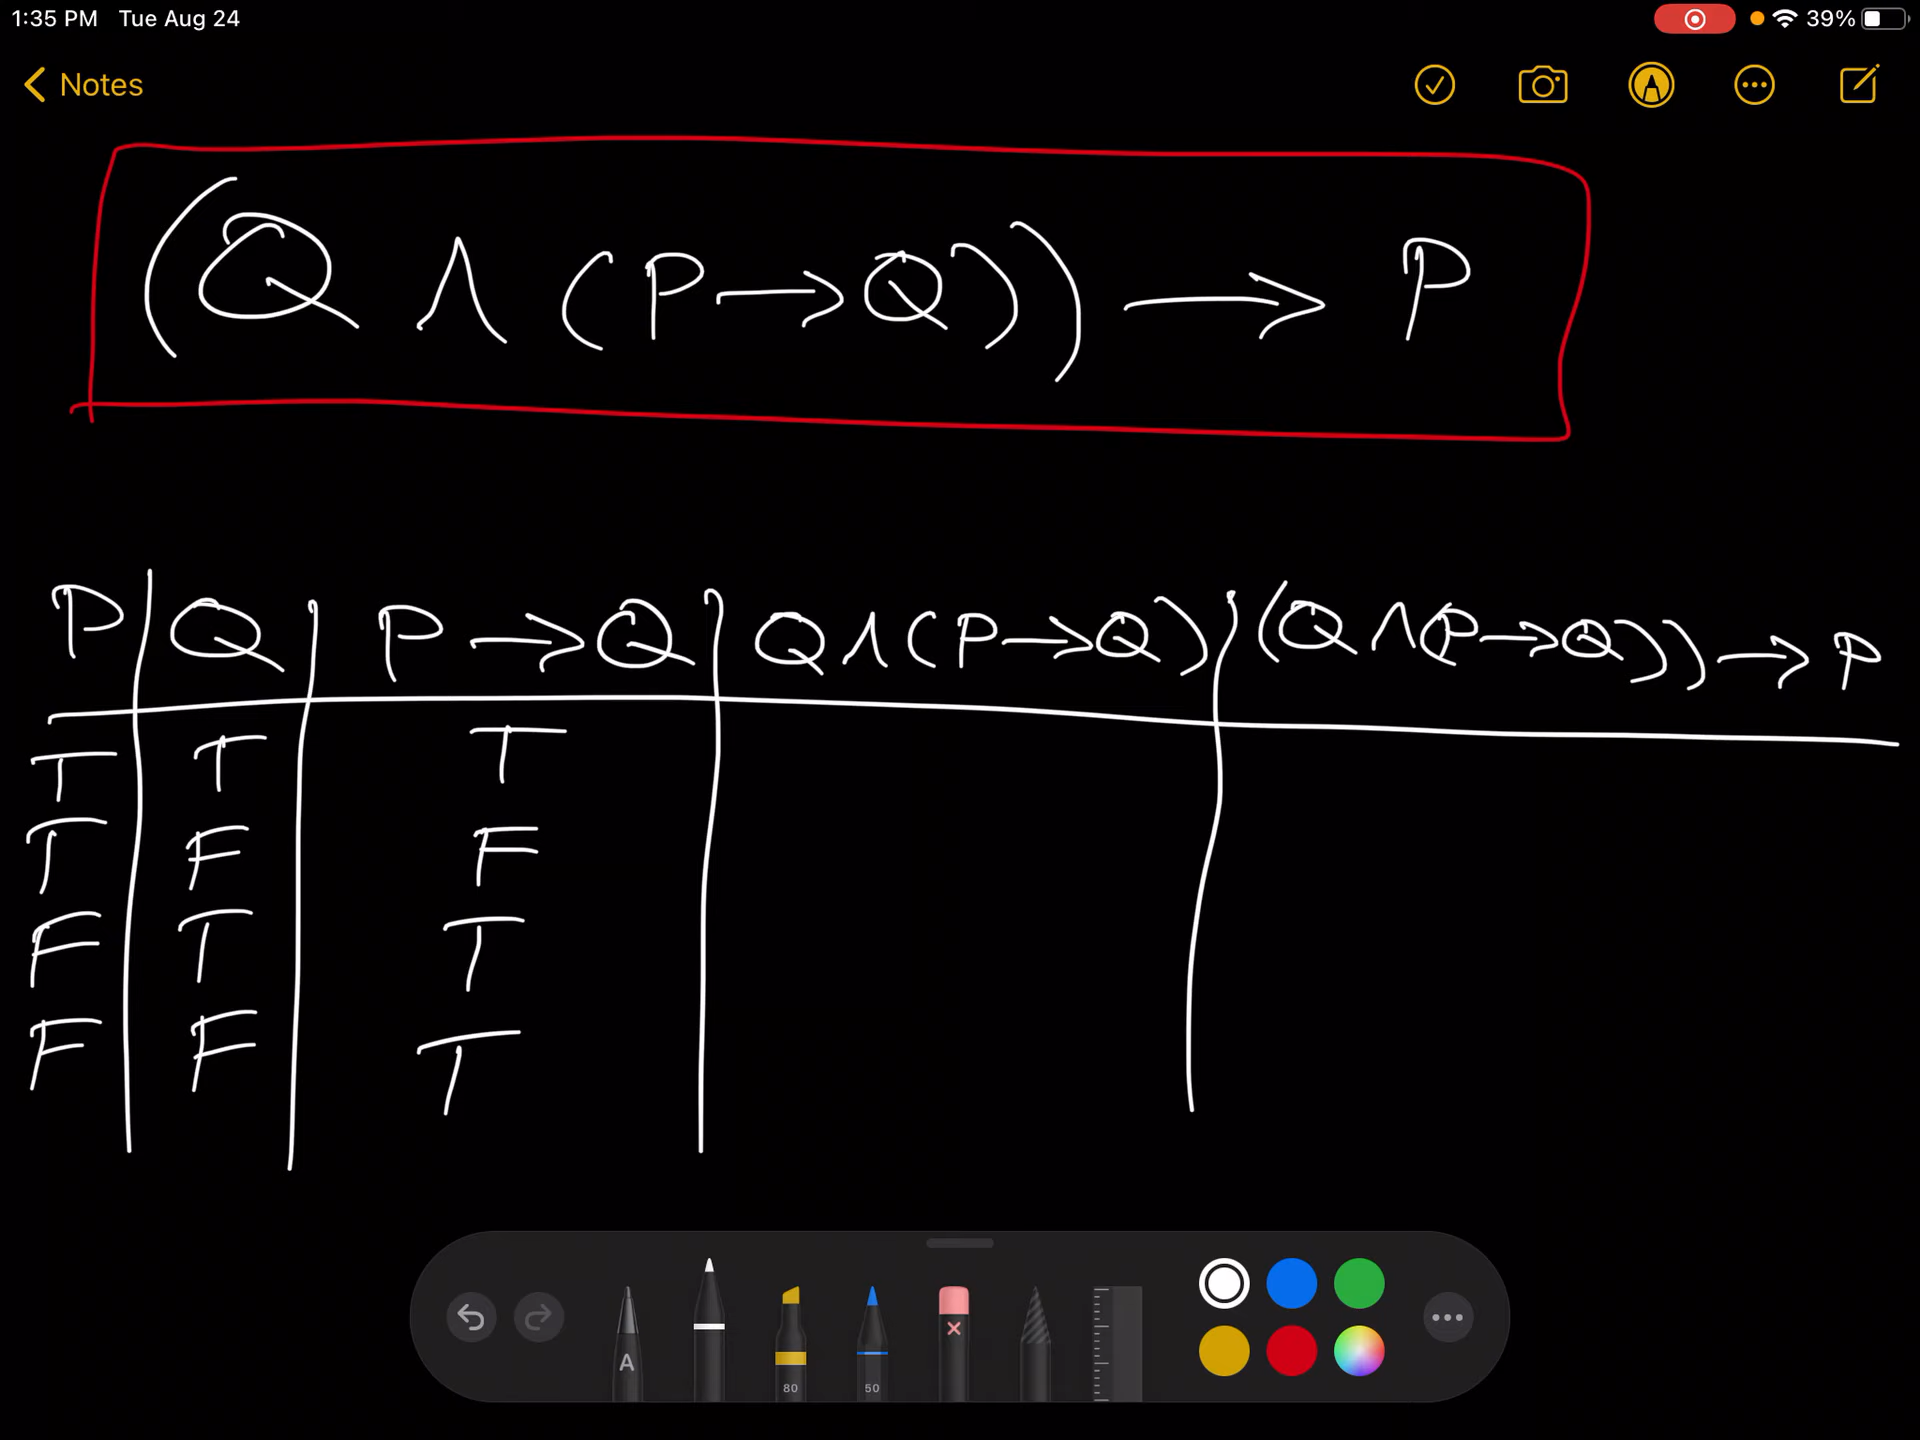 1:35 PM Tue Aug 24 39%
Notes
(Q ∧ (P → Q)) → P
P Q P → Q Q ∧ (P → Q) (Q ∧ (P → Q)) → P
T T T
T F F
F T T
F F T
A 80 50